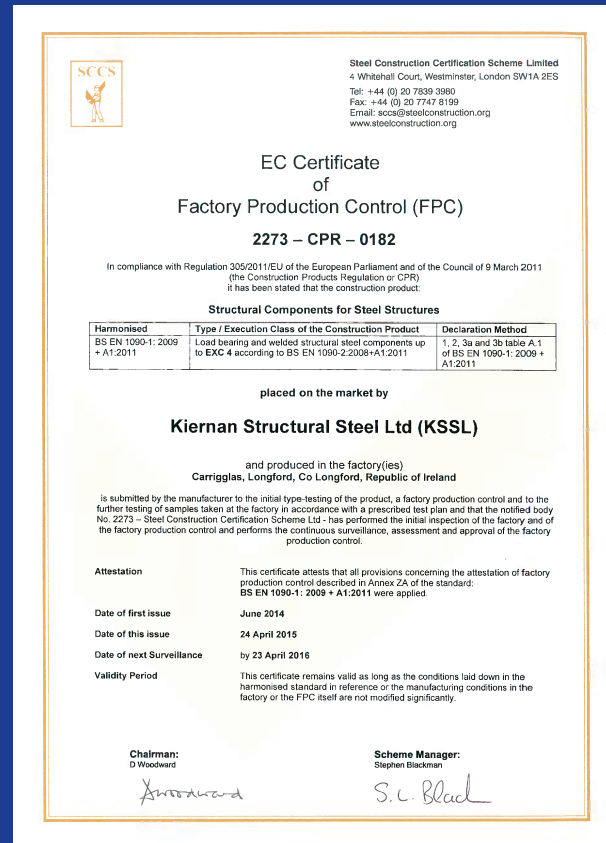 SCCS
Steel Construction Certification Scheme Limited
4 Whitehall Court, Westminster, London SW1A 2ES
Tel: +44 (0) 20 7839 3980
Fax: +44 (0) 20 7747 8199
Email: sccs@steelconstruction.org
www.steelconstruction.org
EC Certificate
of
Factory Production Control (FPC)
2273 – CPR – 0182
In compliance with Regulation 305/2011/EU of the European Parliament and of the Council of 9 March 2011
(the Construction Products Regulation or CPR)
it has been stated that the construction product:
Structural Components for Steel Structures
Harmonised Type / Execution Class of the Construction Product Declaration Method
BS EN 1090-1: 2009 Load bearing and welded structural steel components up 1, 2, 3a and 3b table A.1
+ A1:2011 to EXC 4 according to BS EN 1090-2:2008+A1:2011 of BS EN 1090-1: 2009 +
A1:2011
placed on the market by
Kiernan Structural Steel Ltd (KSSL)
and produced in the factory(ies)
Carrigglas, Longford, Co Longford, Republic of Ireland
is submitted by the manufacturer to the initial type-testing of the product, a factory production control and to the
further testing of samples taken at the factory in accordance with a prescribed test plan and that the notified body
No. 2273 – Steel Construction Certification Scheme Ltd - has performed the initial inspection of the factory and of
the factory production control and performs the continuous surveillance, assessment and approval of the factory
production control.
Attestation This certificate attests that all provisions concerning the attestation of factory
production control described in Annex ZA of the standard:
BS EN 1090-1: 2009 + A1:2011 were applied.
Date of first issue June 2014
Date of this issue 24 April 2015
Date of next Surveillance by 23 April 2016
Validity Period This certificate remains valid as long as the conditions laid down in the
harmonised standard in reference or the manufacturing conditions in the
factory or the FPC itself are not modified significantly.
Chairman: Scheme Manager:
D Woodward Stephen Blackman
DWoodward S. C. Black